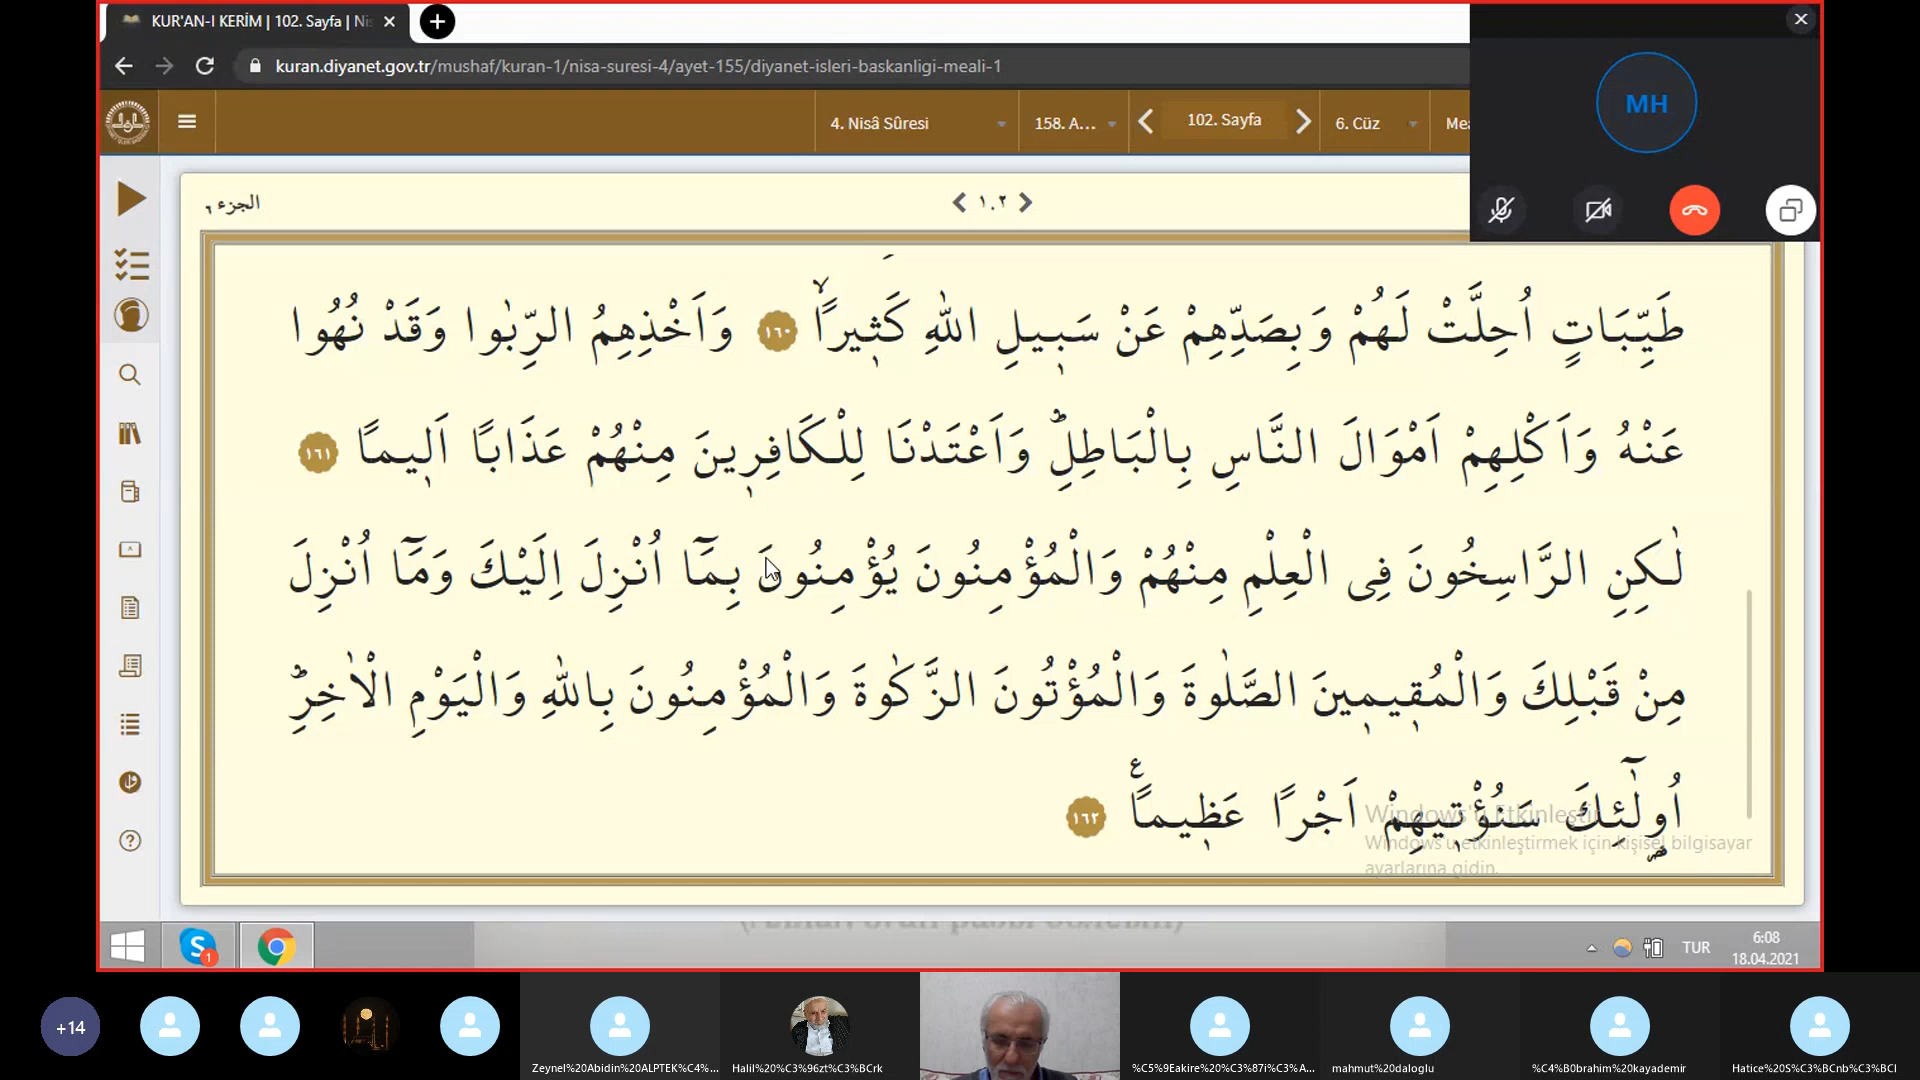 KUR'AN-I KERİM | 102. Sayfa | Nis
kuran.diyanet.gov.tr/mushaf/kuran-1/nisa-suresi-4/ayet-155/diyanet-isleri-baskanligi-meali-1
MH
4. Nisâ Sûresi
158. A...
102. Sayfa
6. Cüz
Mea
الجزء ٦
١٠٢
طَيِّبَاتٍ اُحِلَّتْ لَهُمْ وَبِصَدِّهِمْ عَنْ سَب۪يلِ اللّٰهِ كَث۪يرًاۙ ١٦٠ وَاَخْذِهِمُ الرِّبٰوا وَقَدْ نُهُوا
عَنْهُ وَاَكْلِهِمْ اَمْوَالَ النَّاسِ بِالْبَاطِلِۜ وَاَعْتَدْنَا لِلْكَافِر۪ينَ مِنْهُمْ عَذَابًا اَل۪يمًا ١٦١
لٰكِنِ الرَّاسِخُونَ فِى الْعِلْمِ مِنْهُمْ وَالْمُؤْمِنُونَ يُؤْمِنُونَ بِمَٓا اُنْزِلَ اِلَيْكَ وَمَٓا اُنْزِلَ
مِنْ قَبْلِكَ وَالْمُق۪يم۪ينَ الصَّلٰوةَ وَالْمُؤْتُونَ الزَّكٰوةَ وَالْمُؤْمِنُونَ بِاللّٰهِ وَالْيَوْمِ الْاٰخِرِۜ
اُو۬لٰٓئِكَ سَنُؤْت۪يهِمْ اَجْرًا عَظ۪يمًا۟ ١٦٢
Windows'u Etkinleştir
Windows'u etkinleştirmek için kişisel bilgisayar
ayarlarına gidin.
1
TUR
6:08
18.04.2021
+14
Zeynel%20Abidin%20ALPTEK%C4%...
Halil%20%C3%96zt%C3%BCrk
%C5%9Eakire%20%C3%87i%C3%A...
mahmut%20daloglu
%C4%B0brahim%20kayademir
Hatice%20S%C3%BCnb%C3%BCl